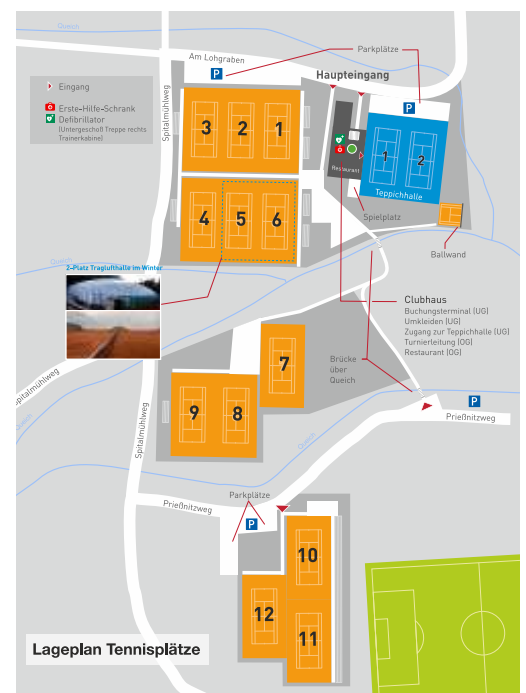 Queich
Am Lohgraben
P
Parkplätze
Haupteingang
Eingang
Erste-Hilfe-Schrank
Defibrillator
(Untergeschoß Treppe rechts
Trainerkabine)
Spitalmühlweg
3
2
1
P
1
2
Restaurant
Teppichhalle
4
5
6
Spielplatz
Ballwand
Queich
2-Platz Traglufthalle im Winter
Clubhaus
Buchungsterminal (UG)
Umkleiden (UG)
Zugang zur Teppichhalle (UG)
Turnierleitung (OG)
Restaurant (OG)
7
Brücke
über
Queich
Spitalmühlweg
Queich
9
8
Spitalmühlweg
P
Prießnitzweg
Queich
Parkplätze
Prießnitzweg
P
10
12
11
Lageplan Tennisplätze